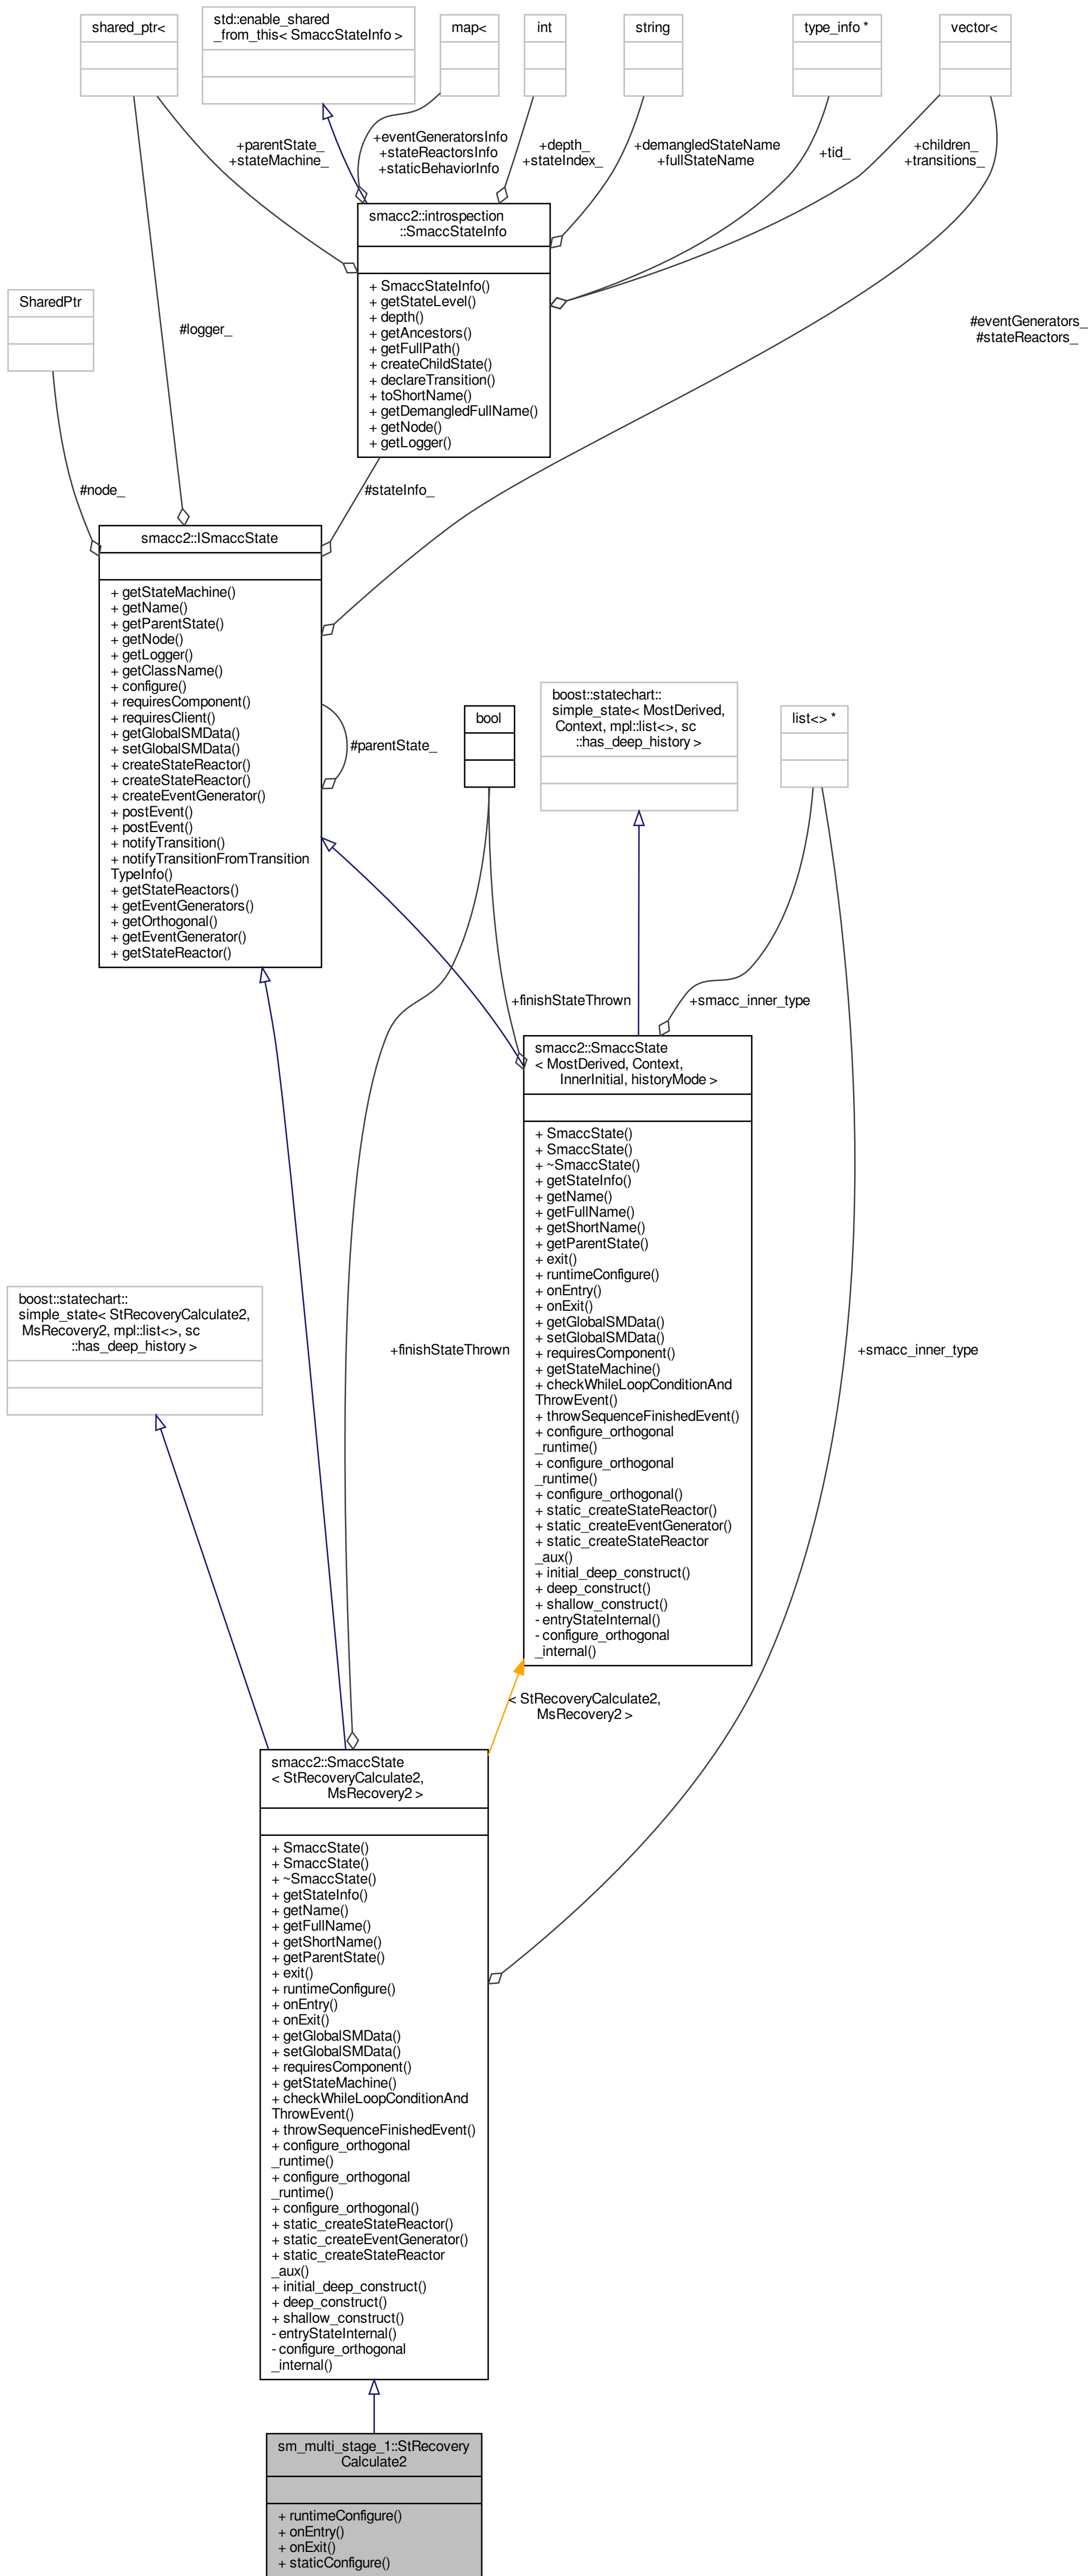 shared_ptr<
std::enable_shared
_from_this< SmaccStateInfo >
map<
int
string
type_info *
vector<
+parentState_
+stateMachine_
+eventGeneratorsInfo
+stateReactorsInfo
+staticBehaviorInfo
+depth_
+stateIndex_
+demangledStateName
+fullStateName
+tid_
+children_
+transitions_
smacc2::introspection
::SmaccStateInfo
+ SmaccStateInfo()
+ getStateLevel()
+ depth()
+ getAncestors()
+ getFullPath()
+ createChildState()
+ declareTransition()
+ toShortName()
+ getDemangledFullName()
+ getNode()
+ getLogger()
SharedPtr
#logger_
#eventGenerators_
#stateReactors_
#node_
#stateInfo_
smacc2::ISmaccState
+ getStateMachine()
+ getName()
+ getParentState()
+ getNode()
+ getLogger()
+ getClassName()
+ configure()
+ requiresComponent()
+ requiresClient()
+ getGlobalSMData()
+ setGlobalSMData()
+ createStateReactor()
+ createStateReactor()
+ createEventGenerator()
+ postEvent()
+ postEvent()
+ notifyTransition()
+ notifyTransitionFromTransition
TypeInfo()
+ getStateReactors()
+ getEventGenerators()
+ getOrthogonal()
+ getEventGenerator()
+ getStateReactor()
#parentState_
bool
boost::statechart::
simple_state< MostDerived,
Context, mpl::list<>, sc
::has_deep_history >
list<> *
+finishStateThrown
+smacc_inner_type
smacc2::SmaccState
< MostDerived, Context,
InnerInitial, historyMode >
+ SmaccState()
+ SmaccState()
+ ~SmaccState()
+ getStateInfo()
+ getName()
+ getFullName()
+ getShortName()
+ getParentState()
+ exit()
+ runtimeConfigure()
+ onEntry()
+ onExit()
+ getGlobalSMData()
+ setGlobalSMData()
+ requiresComponent()
+ getStateMachine()
+ checkWhileLoopConditionAnd
ThrowEvent()
+ throwSequenceFinishedEvent()
+ configure_orthogonal
_runtime()
+ configure_orthogonal
_runtime()
+ configure_orthogonal()
+ static_createStateReactor()
+ static_createEventGenerator()
+ static_createStateReactor
_aux()
+ initial_deep_construct()
+ deep_construct()
+ shallow_construct()
- entryStateInternal()
- configure_orthogonal
_internal()
boost::statechart::
simple_state< StRecoveryCalculate2,
MsRecovery2, mpl::list<>, sc
::has_deep_history >
+finishStateThrown
+smacc_inner_type
< StRecoveryCalculate2,
MsRecovery2 >
smacc2::SmaccState
< StRecoveryCalculate2,
MsRecovery2 >
+ SmaccState()
+ SmaccState()
+ ~SmaccState()
+ getStateInfo()
+ getName()
+ getFullName()
+ getShortName()
+ getParentState()
+ exit()
+ runtimeConfigure()
+ onEntry()
+ onExit()
+ getGlobalSMData()
+ setGlobalSMData()
+ requiresComponent()
+ getStateMachine()
+ checkWhileLoopConditionAnd
ThrowEvent()
+ throwSequenceFinishedEvent()
+ configure_orthogonal
_runtime()
+ configure_orthogonal
_runtime()
+ configure_orthogonal()
+ static_createStateReactor()
+ static_createEventGenerator()
+ static_createStateReactor
_aux()
+ initial_deep_construct()
+ deep_construct()
+ shallow_construct()
- entryStateInternal()
- configure_orthogonal
_internal()
sm_multi_stage_1::StRecovery
Calculate2
+ runtimeConfigure()
+ onEntry()
+ onExit()
+ staticConfigure()